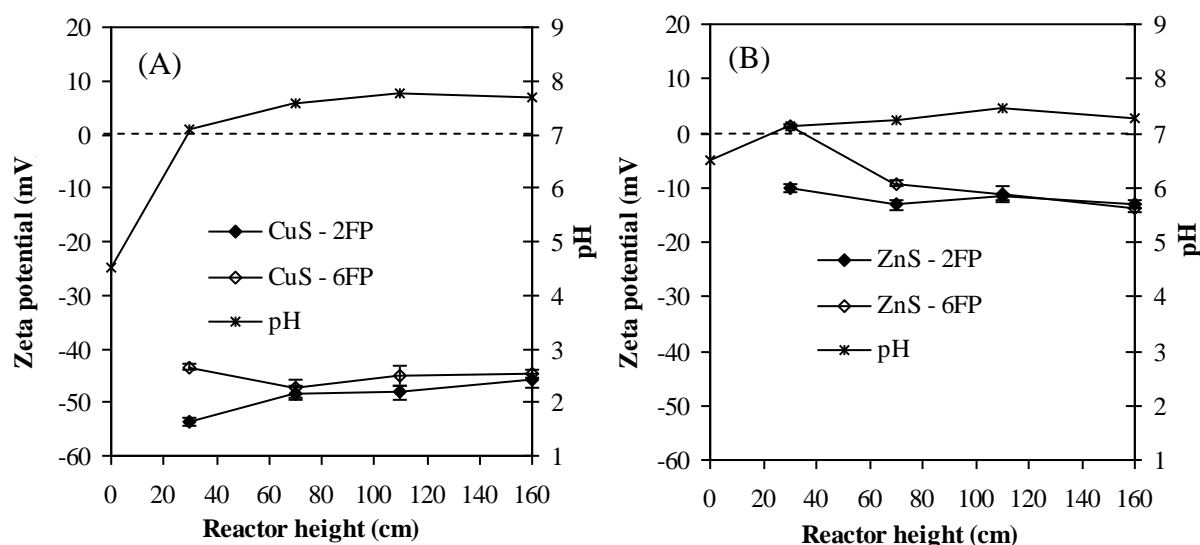 (A)
Zeta potential (mV)
20
10
0
-10
-20
-30
-40
-50
-60
0 20 40 60 80 100 120 140 160
Reactor height (cm)
9
8
7
6
5
4
3
2
1
pH
CuS - 2FP
CuS - 6FP
pH
(B)
Zeta potential (mV)
20
10
0
-10
-20
-30
-40
-50
-60
0 20 40 60 80 100 120 140 160
Reactor height (cm)
9
8
7
6
5
4
3
2
1
pH
ZnS - 2FP
ZnS - 6FP
pH